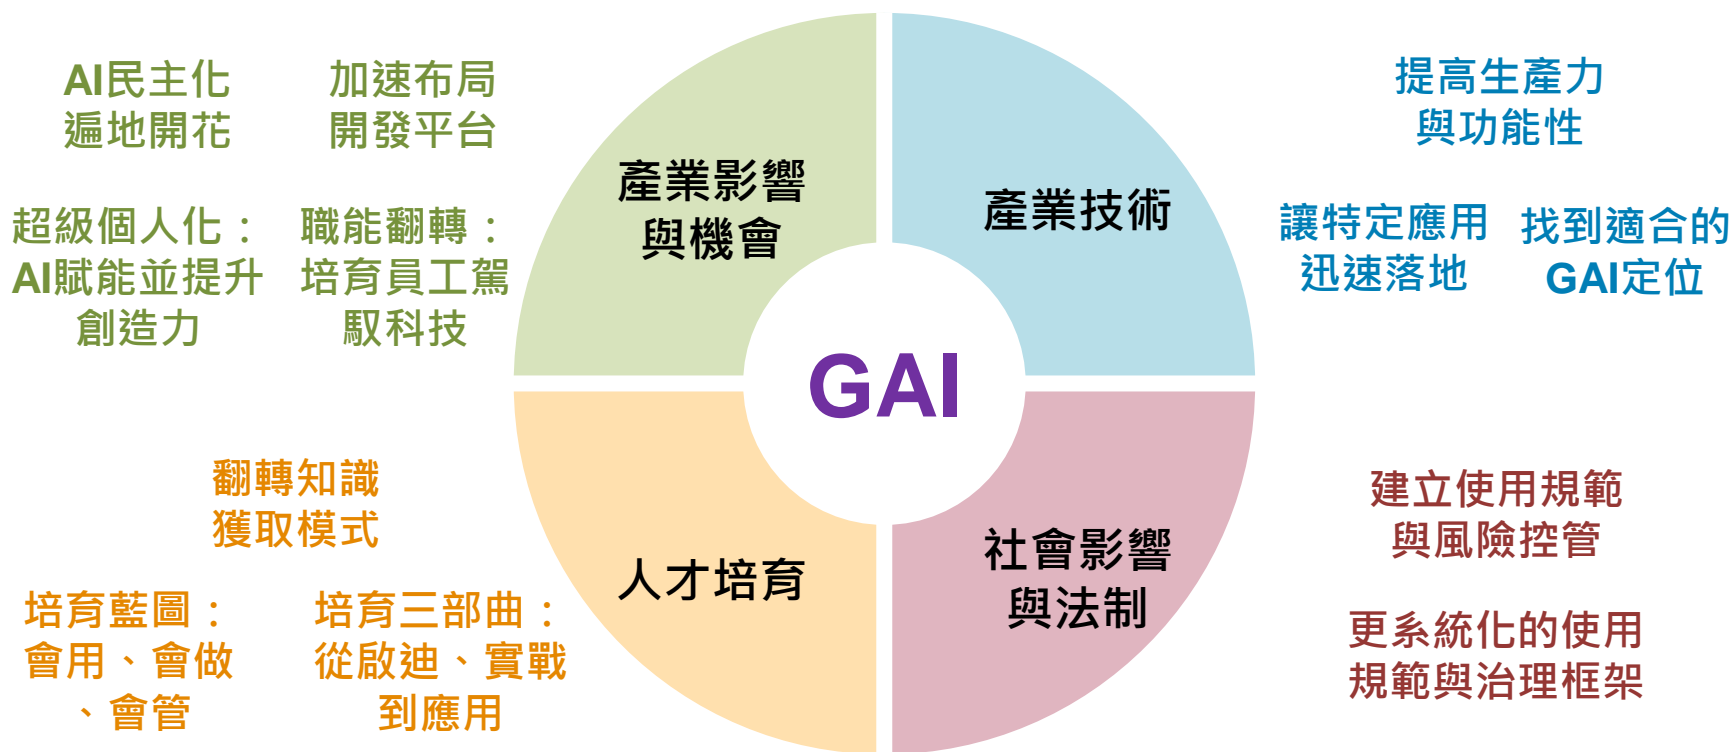 AI民主化
遍地開花
加速布局
開發平台
超級個人化：
AI賦能並提升
創造力
職能翻轉：
培育員工駕
馭科技
產業影響
與機會
產業技術
提高生產力
與功能性
讓特定應用
迅速落地
找到適合的
GAI定位
GAI
翻轉知識
獲取模式
培育藍圖：
會用、會做
、會管
培育三部曲：
從啟迪、實戰
到應用
人才培育
社會影響
與法制
建立使用規範
與風險控管
更系統化的使用
規範與治理框架